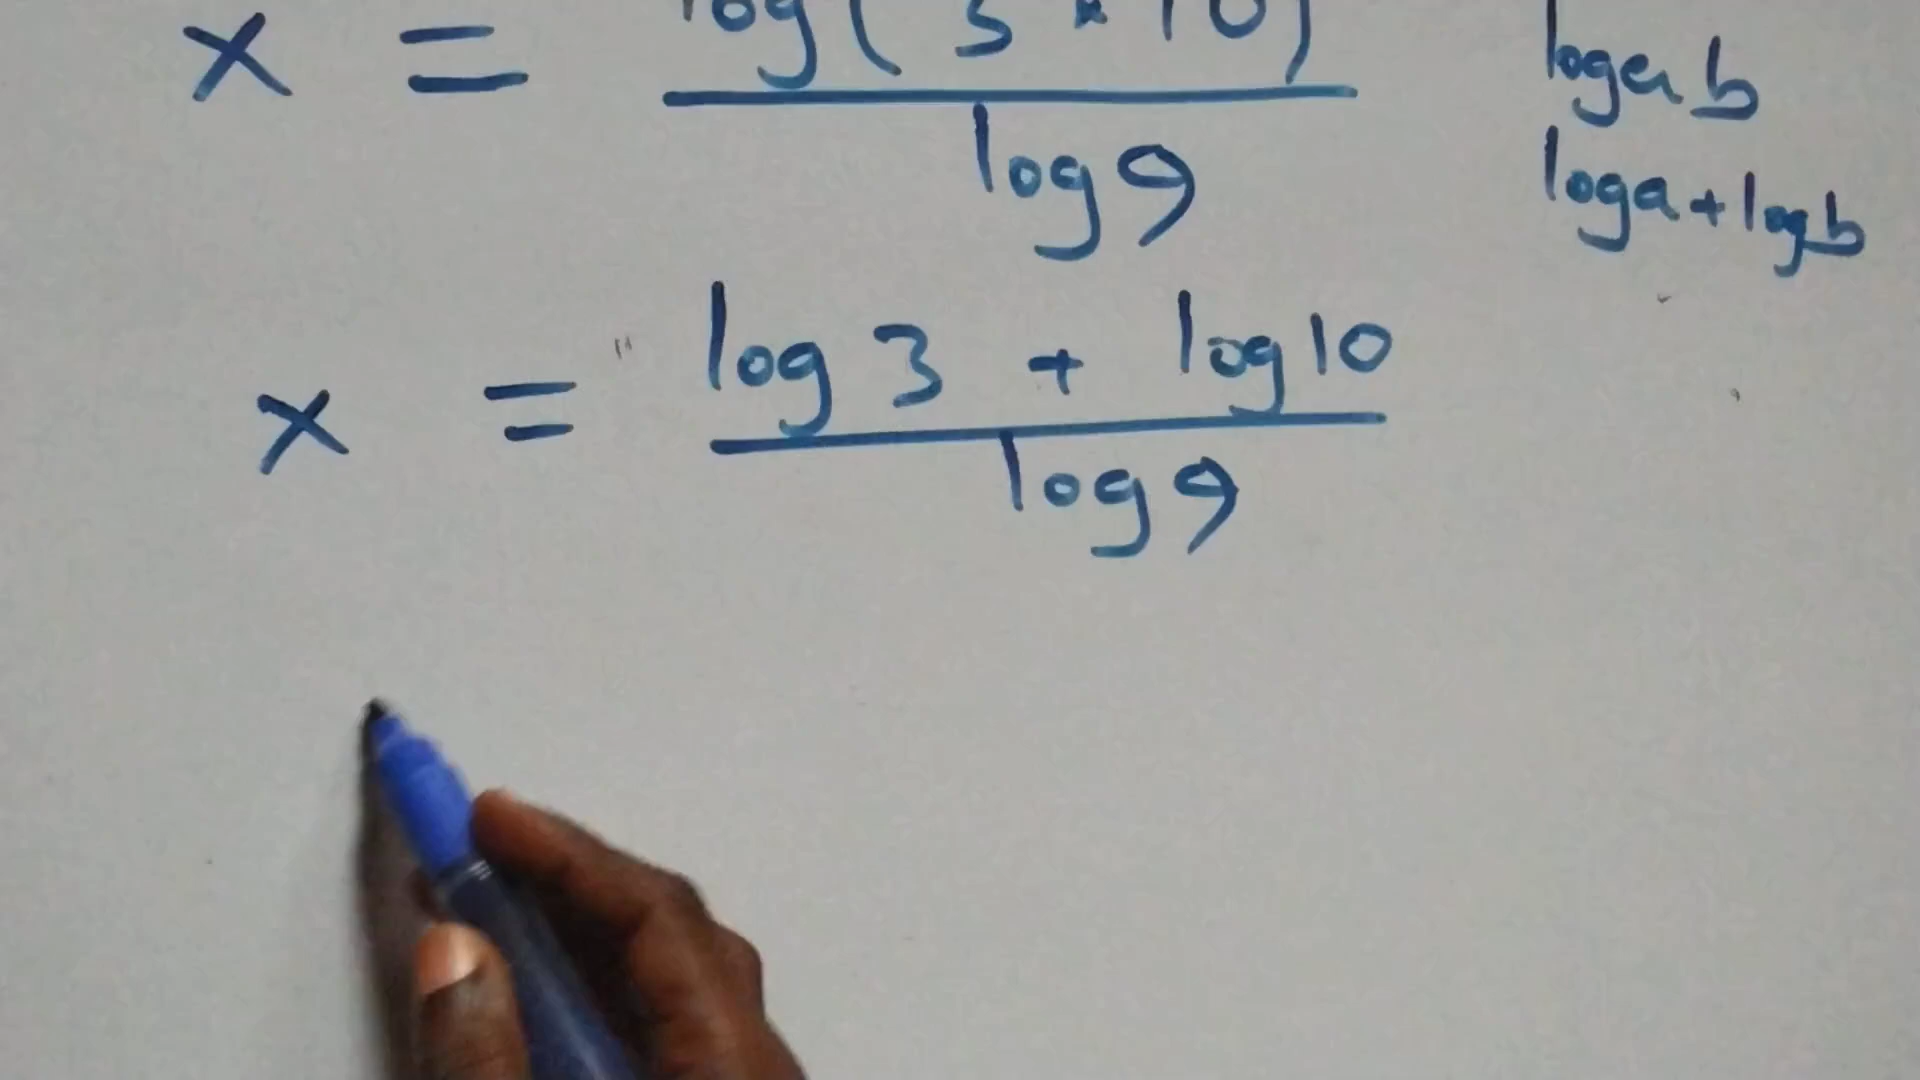 x = log(3 * 10)
log 9
x = log 3 + log 10
log 9
log a b
log a + log b